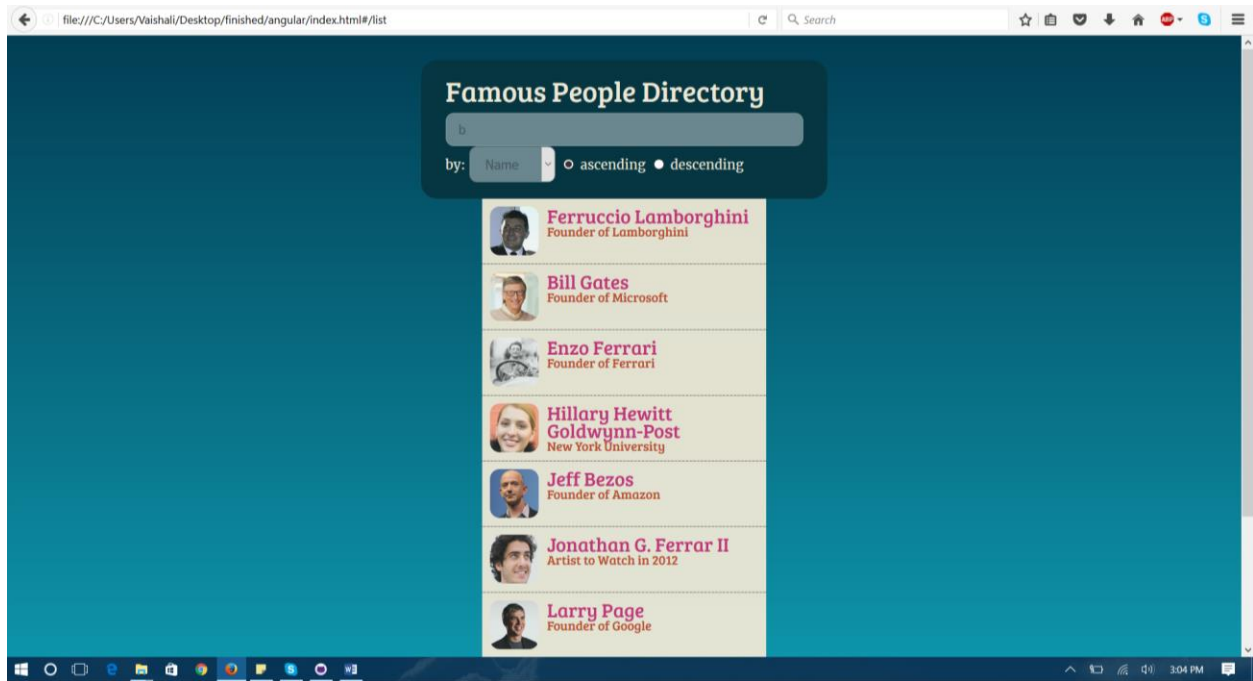 file:///C:/Users/Vaishali/Desktop/finished/angular/index.html#/list
Search
ABP
S
Famous People Directory
b
by: Name ascending descending
Ferruccio Lamborghini
Founder of Lamborghini
Bill Gates
Founder of Microsoft
Enzo Ferrari
Founder of Ferrari
Hillary Hewitt
Goldwynn-Post
New York University
Jeff Bezos
Founder of Amazon
Jonathan G. Ferrar II
Artist to Watch in 2012
Larry Page
Founder of Google
3:04 PM